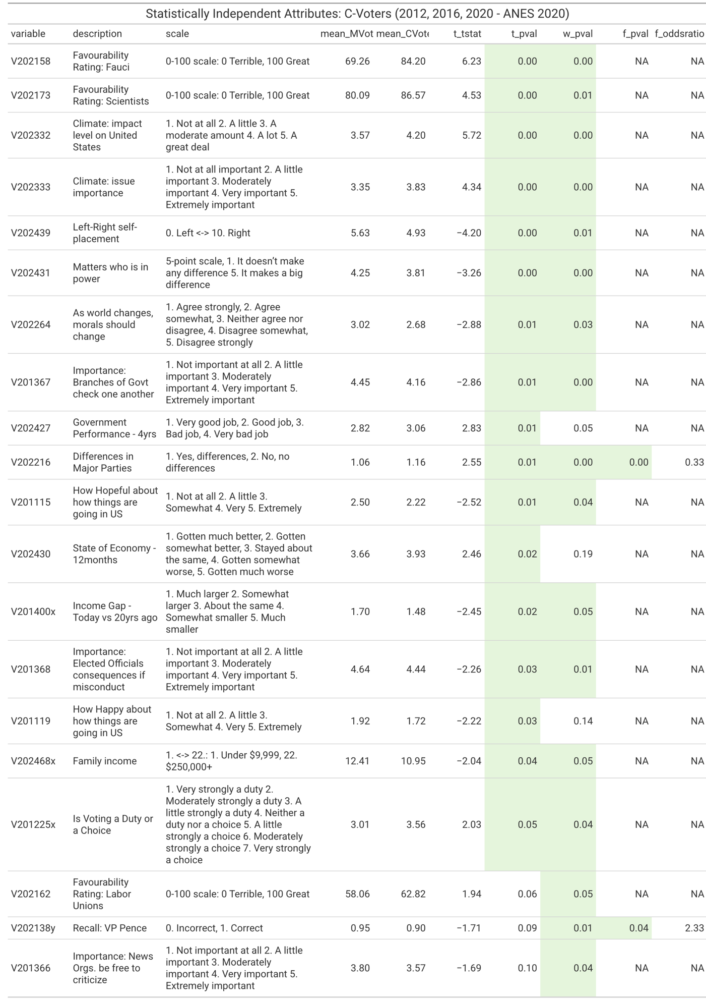 Statistically Independent Attributes: C-Voters (2012, 2016, 2020 - ANES 2020)
variable description scale mean_MVot mean_CVote t_tstat t_pval w_pval f_pval f_oddsratio
V202158 Favourability Rating: Fauci 0-100 scale: 0 Terrible, 100 Great 69.26 84.20 6.23 0.00 0.00 NA NA
V202173 Favourability Rating: Scientists 0-100 scale: 0 Terrible, 100 Great 80.09 86.57 4.53 0.00 0.01 NA NA
V202332 Climate: impact level on United States 1. Not at all 2. A little 3. A moderate amount 4. A lot 5. A great deal 3.57 4.20 5.72 0.00 0.00 NA NA
V202333 Climate: issue importance 1. Not at all important 2. A little important 3. Moderately important 4. Very important 5. Extremely important 3.35 3.83 4.34 0.00 0.00 NA NA
V202439 Left-Right self-placement 0. Left <-> 10. Right 5.63 4.93 −4.20 0.00 0.01 NA NA
V202431 Matters who is in power 5-point scale, 1. It doesn’t make any difference 5. It makes a big difference 4.25 3.81 −3.26 0.00 0.00 NA NA
V202264 As world changes, morals should change 1. Agree strongly, 2. Agree somewhat, 3. Neither agree nor disagree, 4. Disagree somewhat, 5. Disagree strongly 3.02 2.68 −2.88 0.01 0.03 NA NA
V201367 Importance: Branches of Govt check one another 1. Not important at all 2. A little important 3. Moderately important 4. Very important 5. Extremely important 4.45 4.16 −2.86 0.01 0.00 NA NA
V202427 Government Performance - 4yrs 1. Very good job, 2. Good job, 3. Bad job, 4. Very bad job 2.82 3.06 2.83 0.01 0.05 NA NA
V202216 Differences in Major Parties 1. Yes, differences, 2. No, no differences 1.06 1.16 2.55 0.01 0.00 0.00 0.33
V201115 How Hopeful about how things are going in US 1. Not at all 2. A little 3. Somewhat 4. Very 5. Extremely 2.50 2.22 −2.52 0.01 0.04 NA NA
V202430 State of Economy - 12months 1. Gotten much better, 2. Gotten somewhat better, 3. Stayed about the same, 4. Gotten somewhat worse, 5. Gotten much worse 3.66 3.93 2.46 0.02 0.19 NA NA
V201400x Income Gap - Today vs 20yrs ago 1. Much larger 2. Somewhat larger 3. About the same 4. Somewhat smaller 5. Much smaller 1.70 1.48 −2.45 0.02 0.05 NA NA
V201368 Importance: Elected Officials consequences if misconduct 1. Not important at all 2. A little important 3. Moderately important 4. Very important 5. Extremely important 4.64 4.44 −2.26 0.03 0.01 NA NA
V201119 How Happy about how things are going in US 1. Not at all 2. A little 3. Somewhat 4. Very 5. Extremely 1.92 1.72 −2.22 0.03 0.14 NA NA
V202468x Family income 1. <-> 22.: 1. Under $9,999, 22. $250,000+ 12.41 10.95 −2.04 0.04 0.05 NA NA
V201225x Is Voting a Duty or a Choice 1. Very strongly a duty 2. Moderately strongly a duty 3. A little strongly a duty 4. Neither a duty nor a choice 5. A little strongly a choice 6. Moderately strongly a choice 7. Very strongly a choice 3.01 3.56 2.03 0.05 0.04 NA NA
V202162 Favourability Rating: Labor Unions 0-100 scale: 0 Terrible, 100 Great 58.06 62.82 1.94 0.06 0.05 NA NA
V202138y Recall: VP Pence 0. Incorrect, 1. Correct 0.95 0.90 −1.71 0.09 0.01 0.04 2.33
V201366 Importance: News Orgs. be free to criticize 1. Not important at all 2. A little important 3. Moderately important 4. Very important 5. Extremely important 3.80 3.57 −1.69 0.10 0.04 NA NA